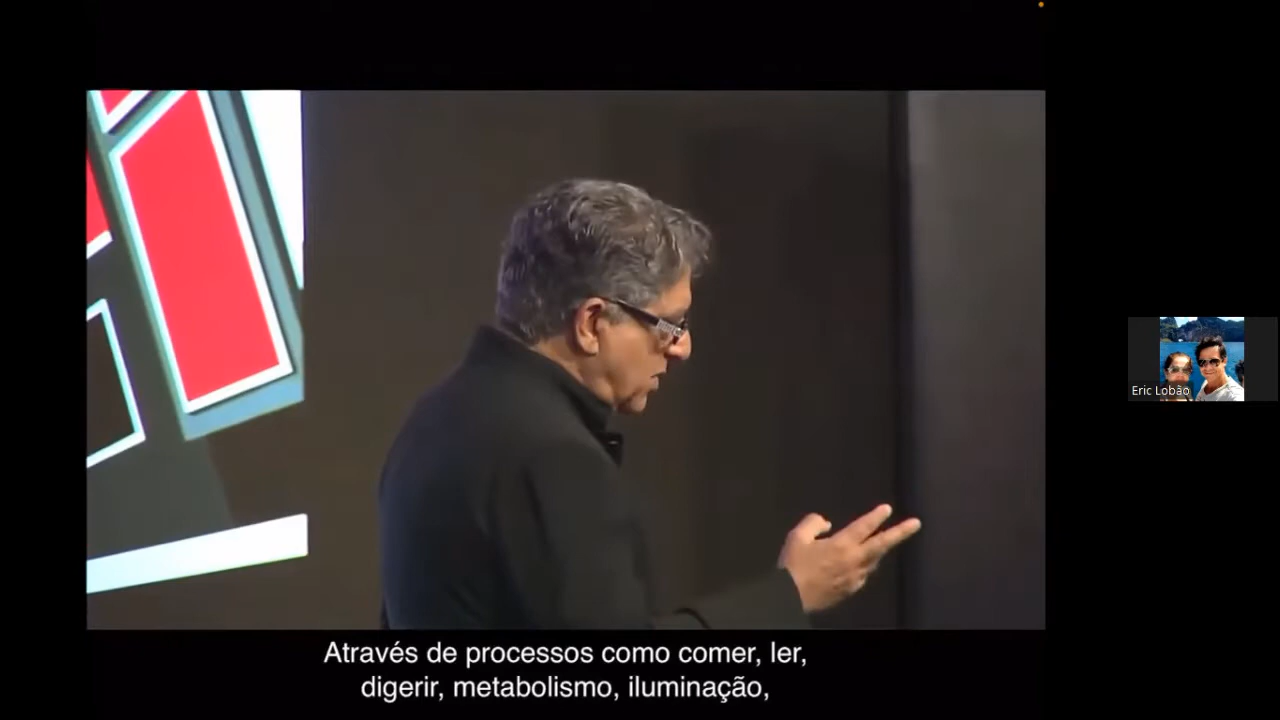 Eric Lobão
Através de processos como comer, ler,
digerir, metabolismo, iluminação,